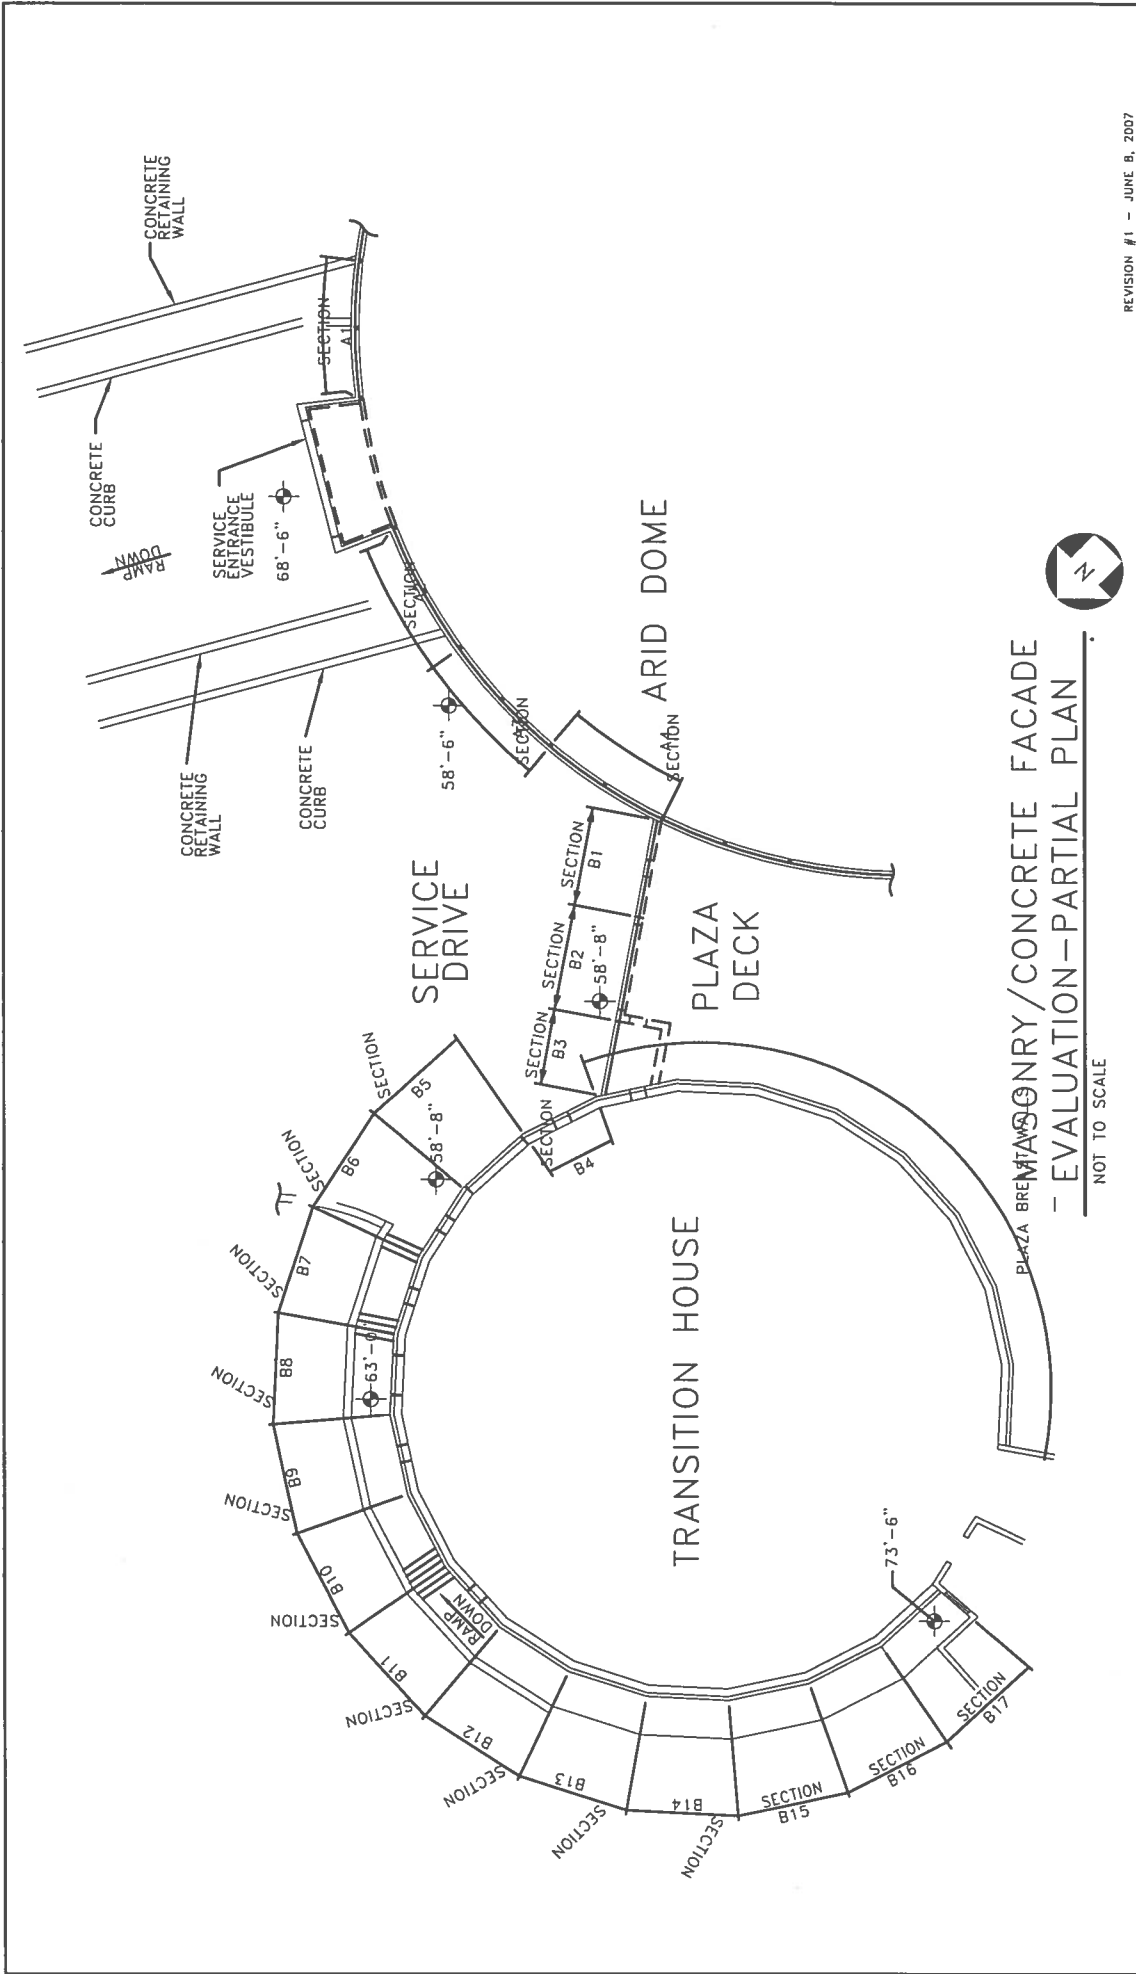 CONCRETE
RETAINING
WALL
CONCRETE
CURB
SERVICE
ENTRANCE
VESTIBULE
68'-6"
RAMP
DOWN
SECTION
A1
CONCRETE
RETAINING
WALL
CONCRETE
CURB
SECTION
58'-6"
SECTION
SECTION
A4
ARID DOME
SERVICE
DRIVE
PLAZA
DECK
SECTION
B1
SECTION
B2
58'-8"
SECTION
B3
SECTION
B4
SECTION
B5
58'-8"
SECTION
B6
SECTION
B7
SECTION
B8
63'-0"
SECTION
B9
SECTION
B10
SECTION
B11
RAMP
DOWN
SECTION
B12
SECTION
B13
SECTION
B14
SECTION
B15
SECTION
B16
SECTION
B17
73'-6"
TRANSITION HOUSE
N
MASONRY/CONCRETE FACADE
- EVALUATION-PARTIAL PLAN
NOT TO SCALE
REVISION #1 - JUNE 8, 2007